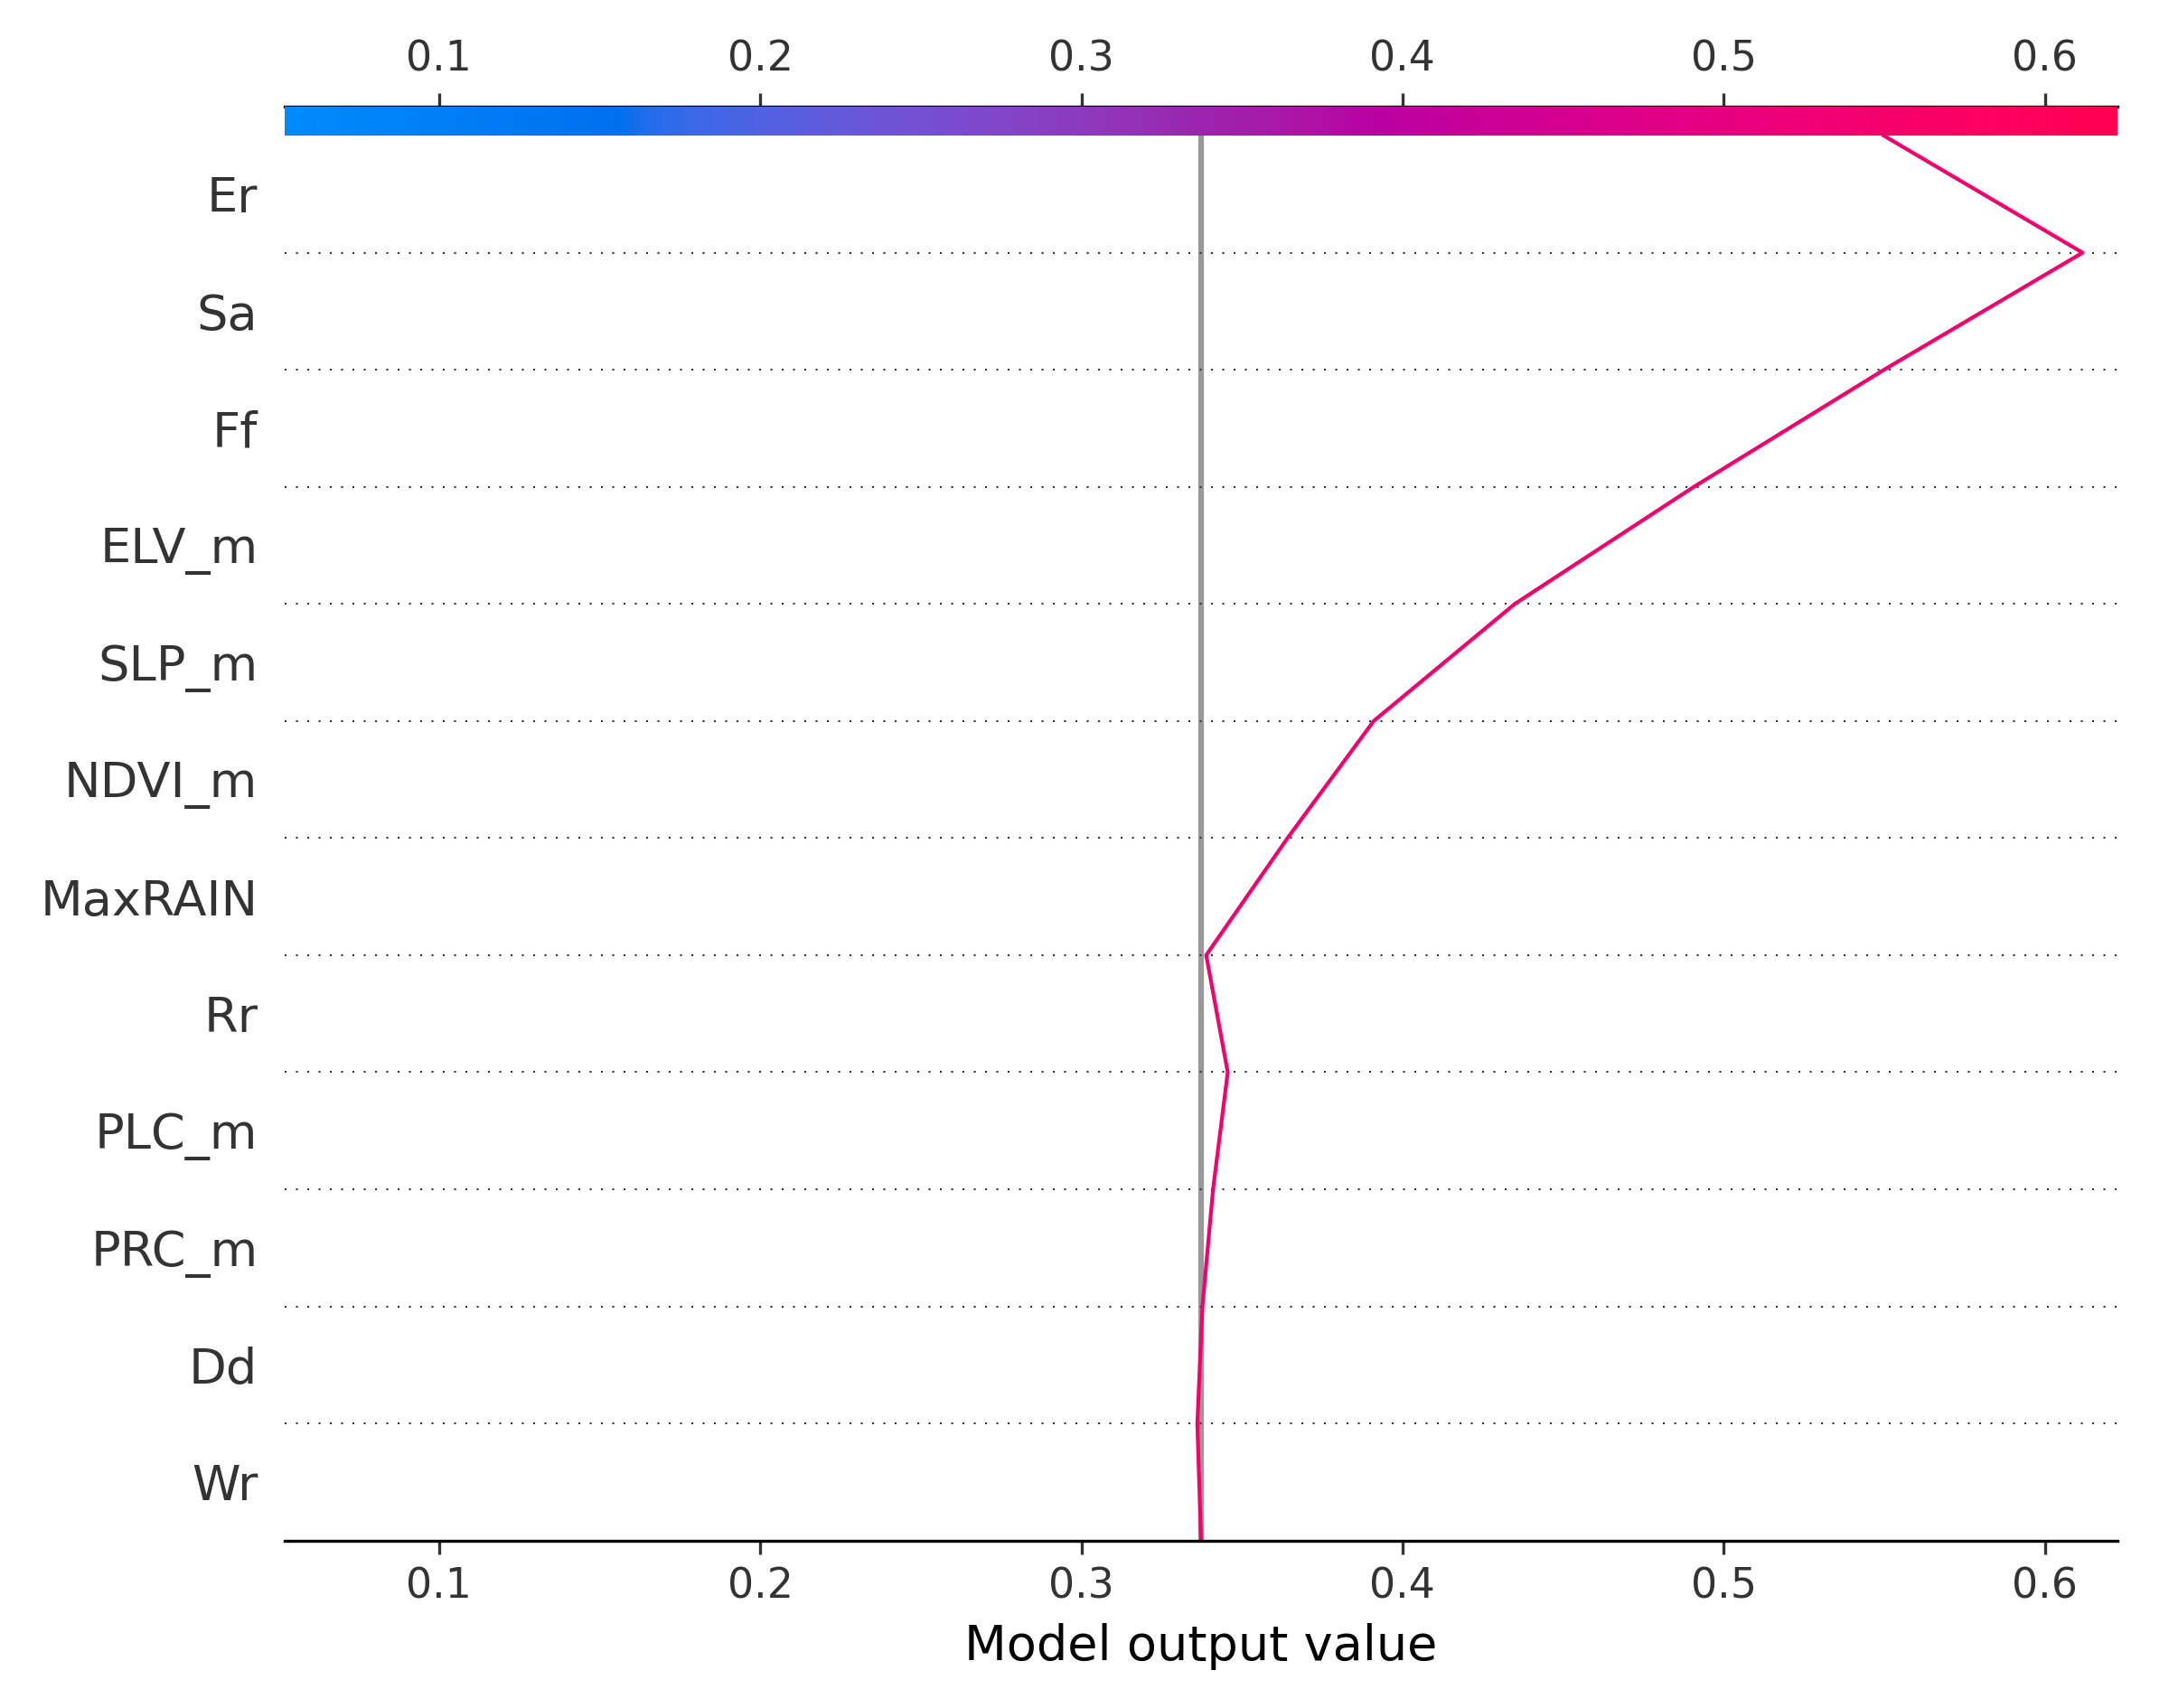 0.1 0.2 0.3 0.4 0.5 0.6
Er
Sa
Ff
ELV_m
SLP_m
NDVI_m
MaxRAIN
Rr
PLC_m
PRC_m
Dd
Wr
0.1 0.2 0.3 0.4 0.5 0.6
Model output value